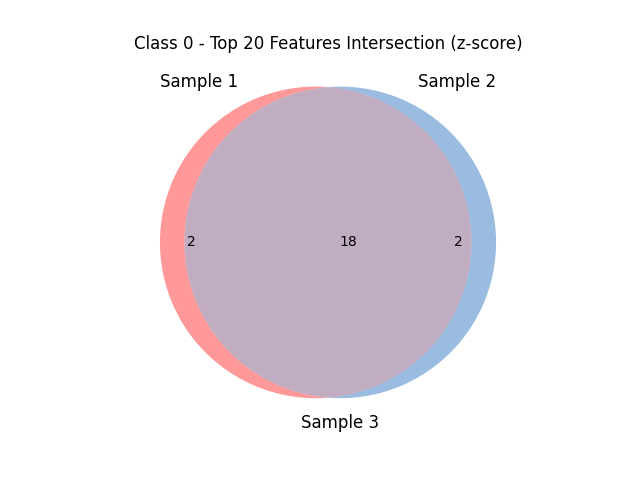 Class 0 - Top 20 Features Intersection (z-score)
Sample 1
Sample 2
2
18
2
Sample 3